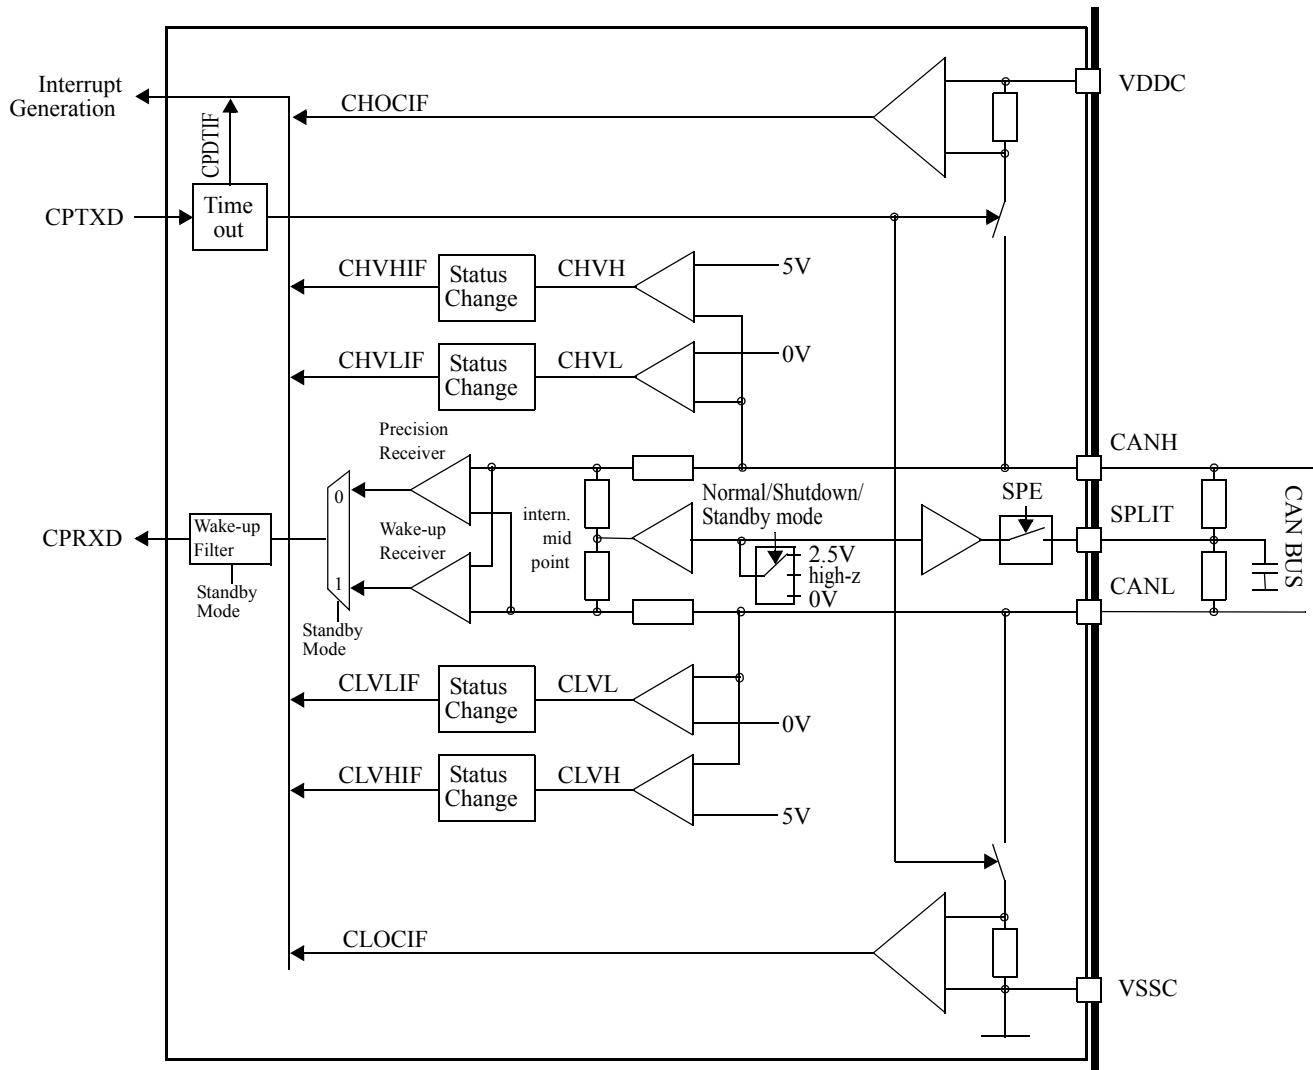 Interrupt
Generation
CPDTIF
CHOCIF
VDDC
CPTXD
Time
out
CHVHIF
Status
Change
CHVH
5V
CHVLIF
Status
Change
CHVL
0V
Precision
Receiver
CANH
Normal/Shutdown/
Standby mode
SPE
0
SPLIT
CAN BUS
CPRXD
Wake-up
Filter
Wake-up
Receiver
intern.
mid
point
2.5V
high-z
0V
1
CANL
Standby
Mode
Standby
Mode
CLVLIF
Status
Change
CLVL
0V
CLVHIF
Status
Change
CLVH
5V
CLOCIF
VSSC